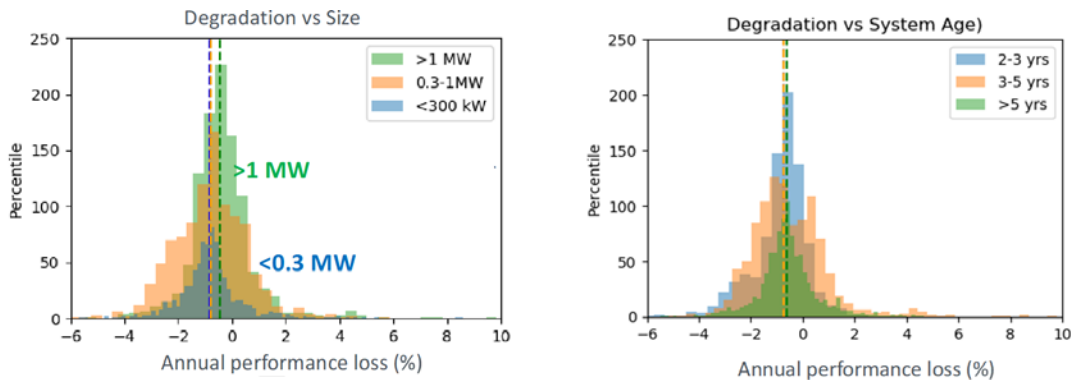 Degradation vs Size
250
200
150
100
50
0
Percentile
>1 MW
0.3-1MW
<300 kW
>1 MW
<0.3 MW
−6 −4 −2 0 2 4 6 8 10
Annual performance loss (%)
Degradation vs System Age)
250
200
150
100
50
0
Percentile
2-3 yrs
3-5 yrs
>5 yrs
−6 −4 −2 0 2 4 6 8 10
Annual performance loss (%)